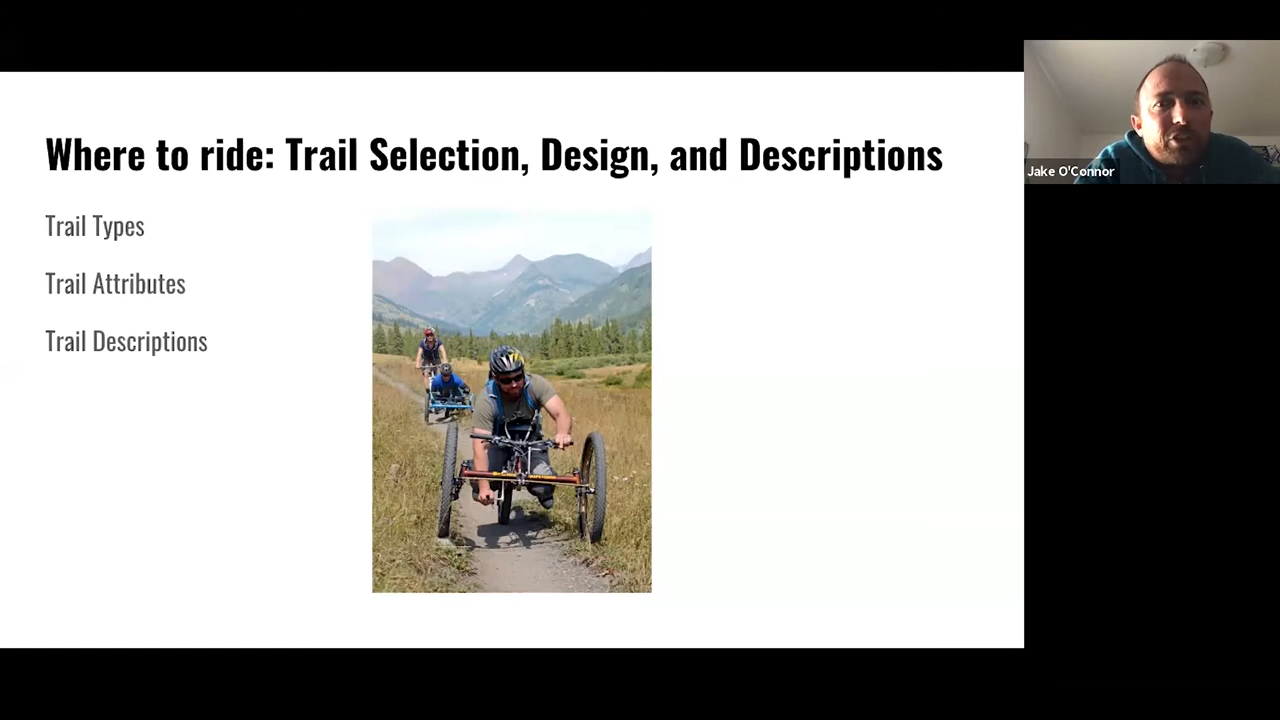 Where to ride: Trail Selection, Design, and Descriptions
Jake O'Connor
Trail Types
Trail Attributes
Trail Descriptions